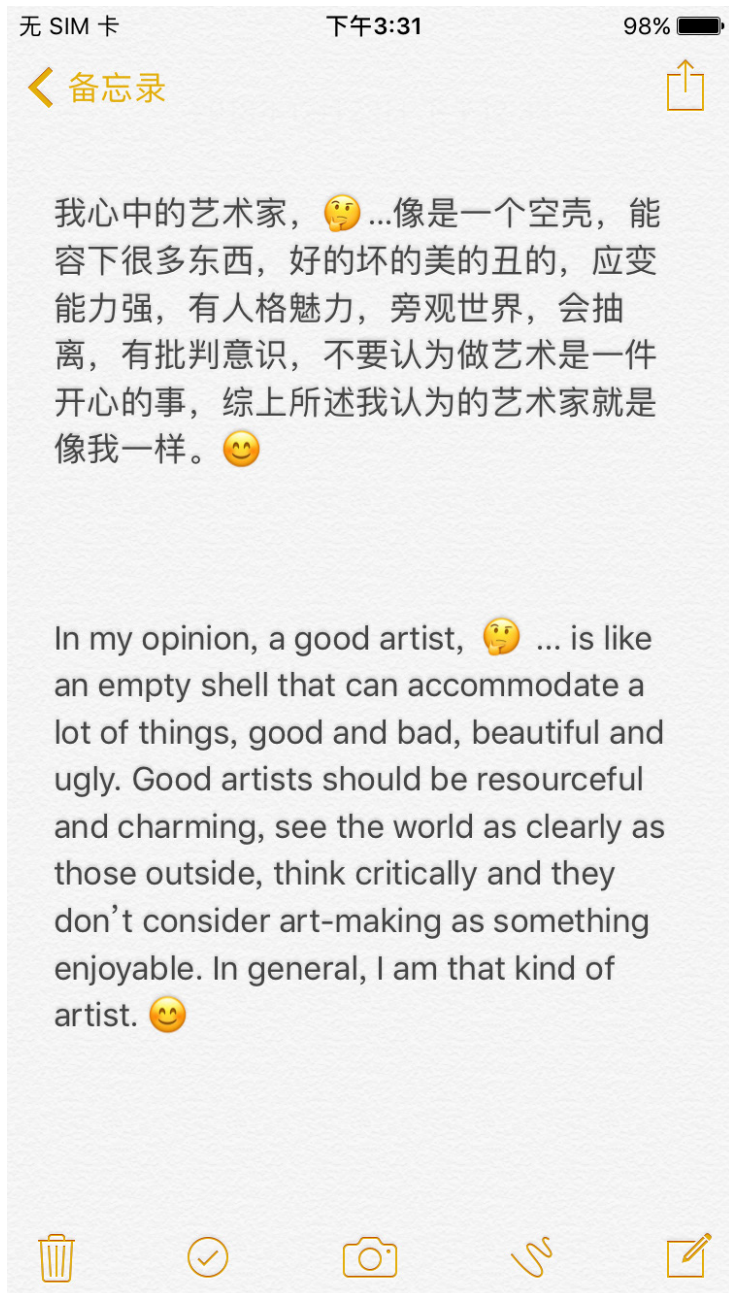 无 SIM 卡 下午3:31 98%
备忘录
我心中的艺术家，🤔...像是一个空壳，能
容下很多东西，好的坏的美的丑的，应变
能力强，有人格魅力，旁观世界，会抽
离，有批判意识，不要认为做艺术是一件
开心的事，综上所述我认为的艺术家就是
像我一样。😊
In my opinion, a good artist, 🤔 ... is like
an empty shell that can accommodate a
lot of things, good and bad, beautiful and
ugly. Good artists should be resourceful
and charming, see the world as clearly as
those outside, think critically and they
don’t consider art-making as something
enjoyable. In general, I am that kind of
artist. 😊